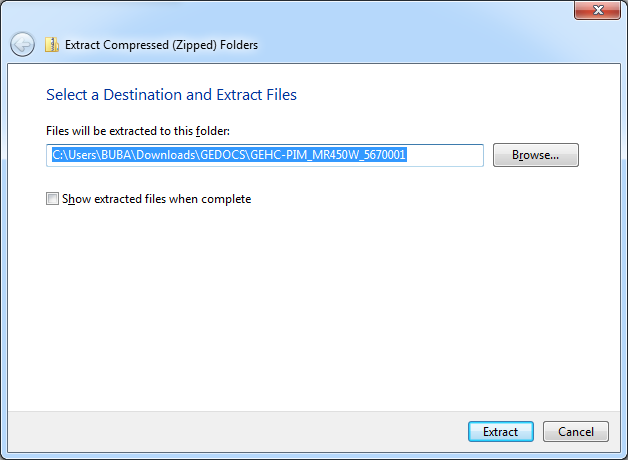 Extract Compressed (Zipped) Folders
Select a Destination and Extract Files
Files will be extracted to this folder:
C:\Users\BUBA\Downloads\GEDOCS\GEHC-PIM_MR450W_5670001
Browse...
Show extracted files when complete
Extract
Cancel